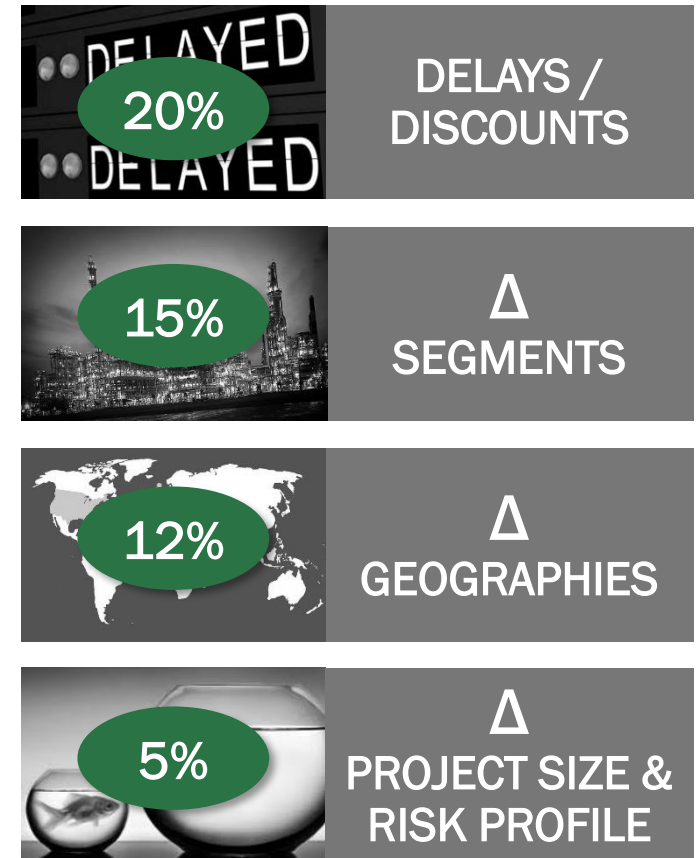 DELAYED
20%
DELAYED
DELAYS /
DISCOUNTS
15%
Δ
SEGMENTS
12%
Δ
GEOGRAPHIES
5%
Δ
PROJECT SIZE &
RISK PROFILE